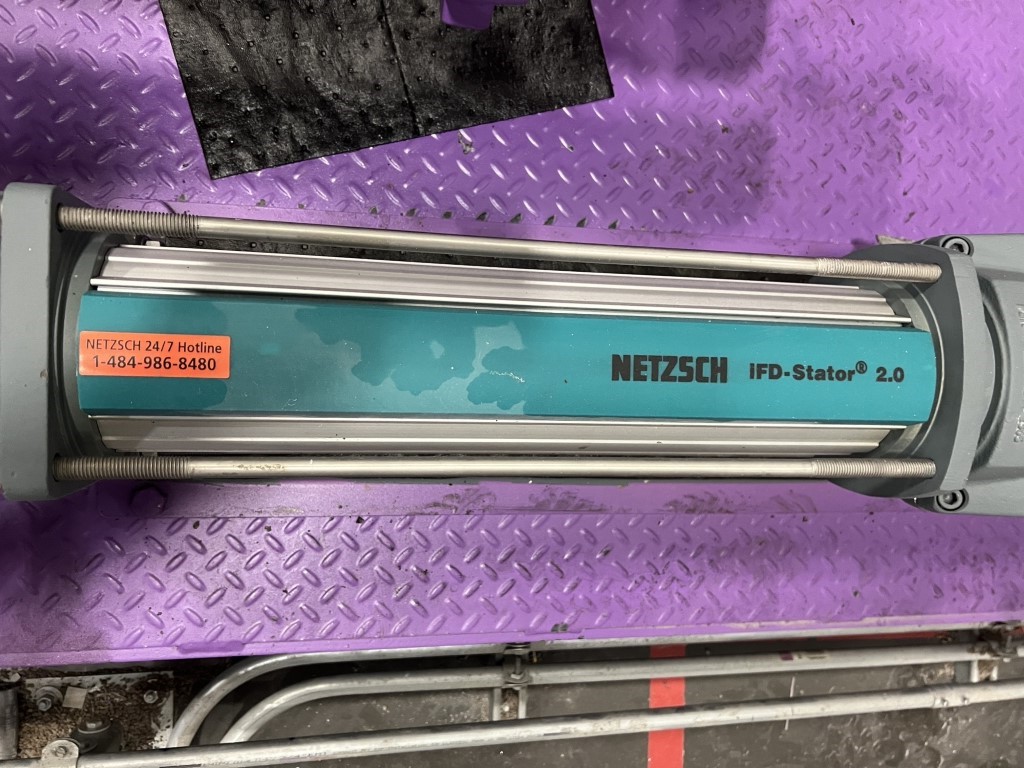 NETZSCH 24/7 Hotline
1-484-986-8480
NETZSCH iFD-Stator® 2.0